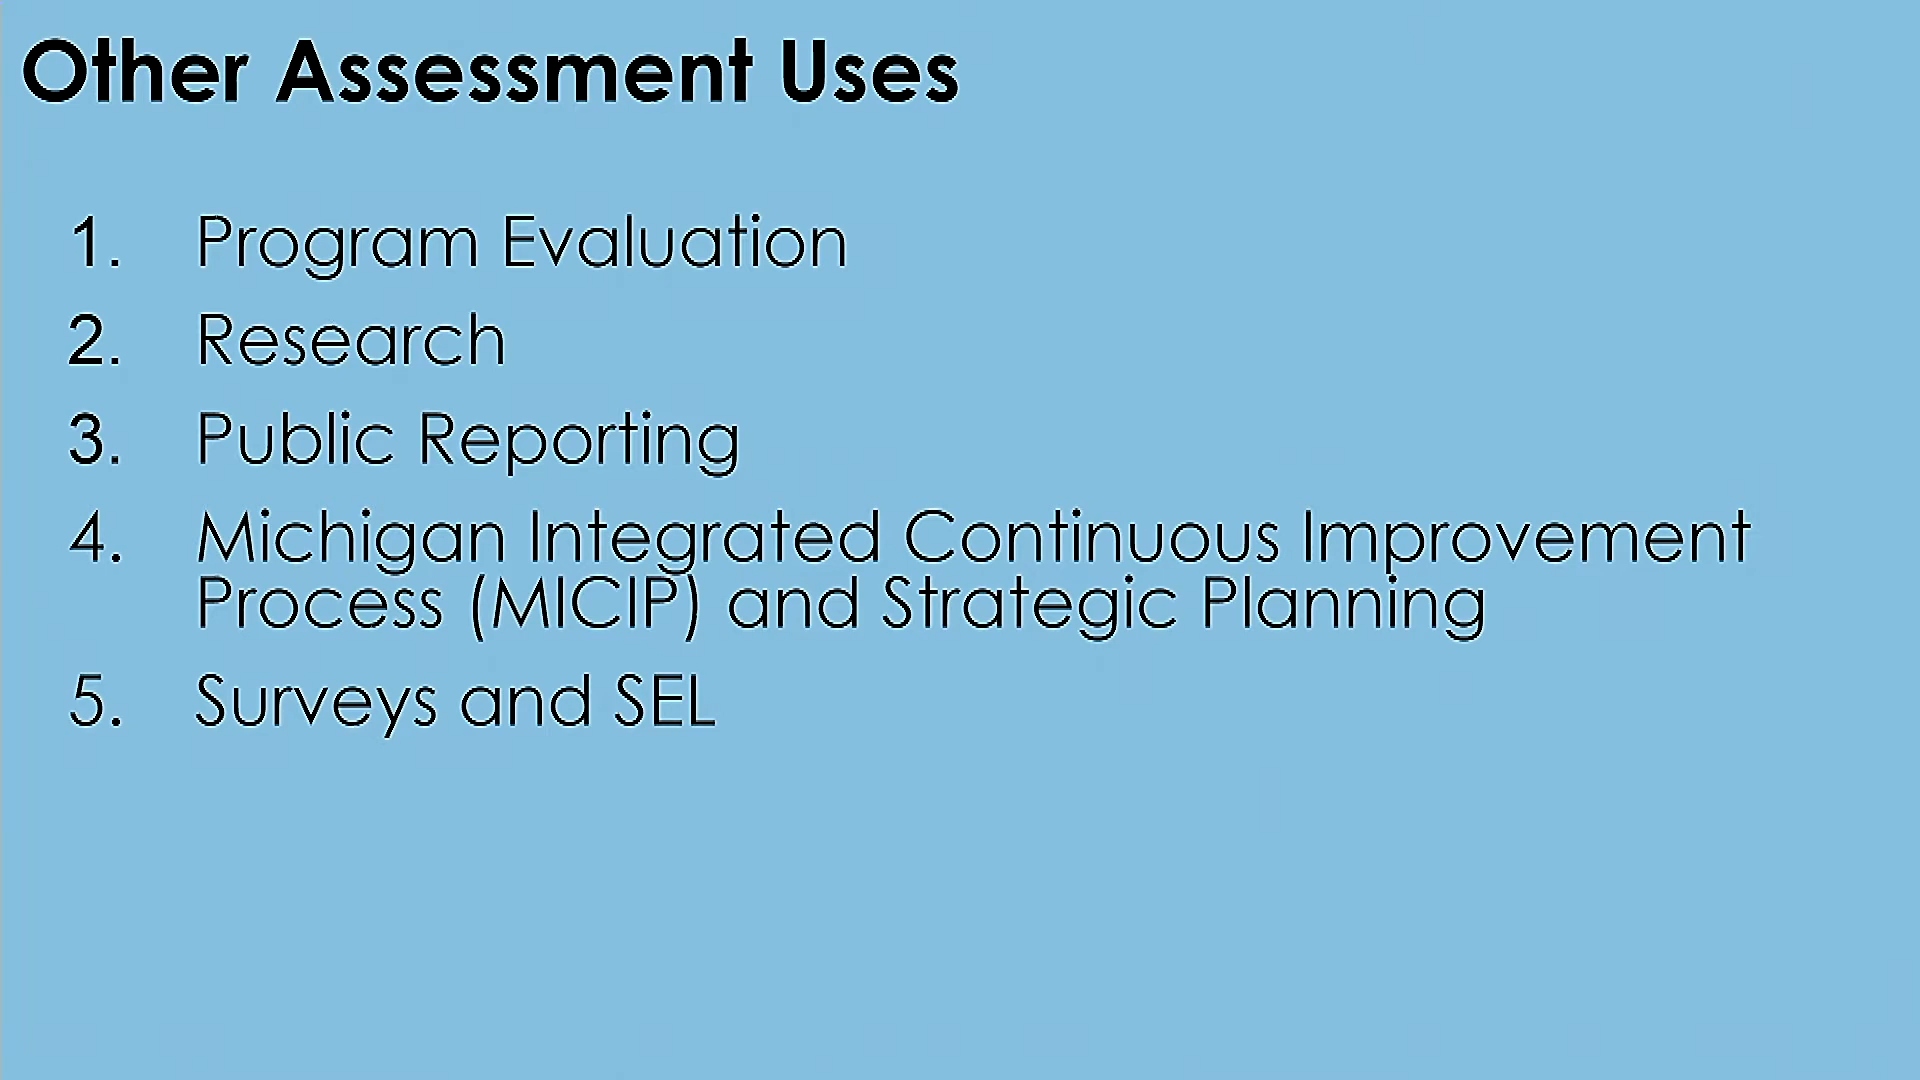 Other Assessment Uses
1. Program Evaluation
2. Research
3. Public Reporting
4. Michigan Integrated Continuous Improvement
Process (MICIP) and Strategic Planning
5. Surveys and SEL